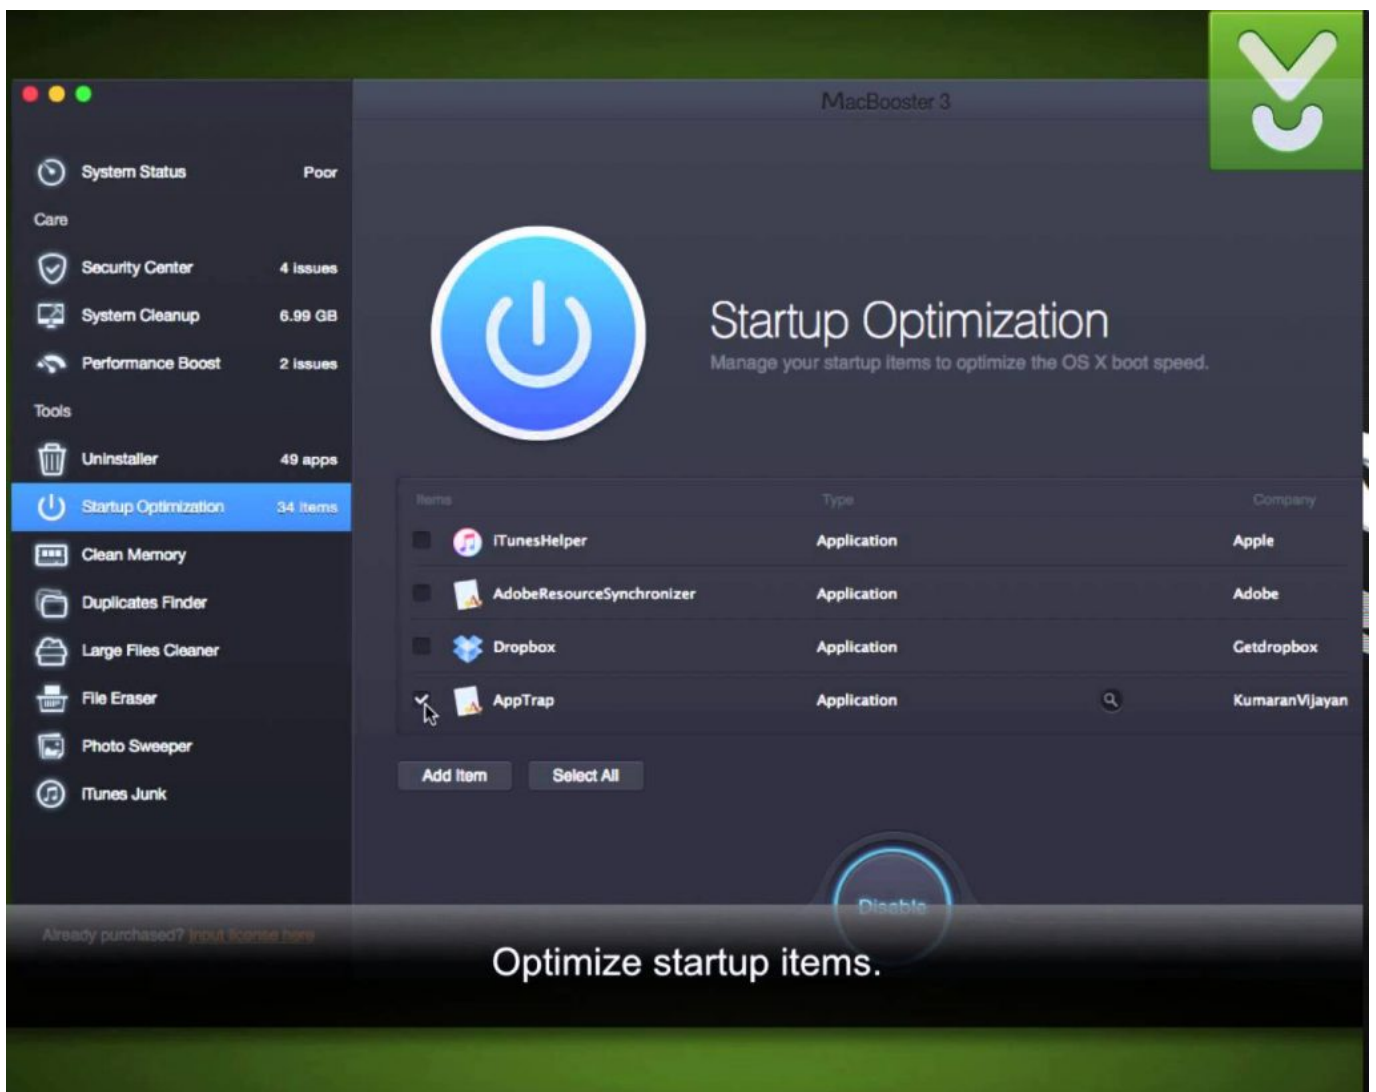 MacBooster 3
System Status Poor
Care
Security Center 4 issues
System Cleanup 6.99 GB
Performance Boost 2 issues
Tools
Uninstaller 49 apps
Startup Optimization 34 items
Clean Memory
Duplicates Finder
Large Files Cleaner
File Eraser
Photo Sweeper
iTunes Junk
Already purchased? Input license here
Startup Optimization
Manage your startup items to optimize the OS X boot speed.
Items Type Company
iTunesHelper Application Apple
AdobeResourceSynchronizer Application Adobe
Dropbox Application Getdropbox
AppTrap Application KumaranVijayan
Add Item Select All
Disable
Optimize startup items.